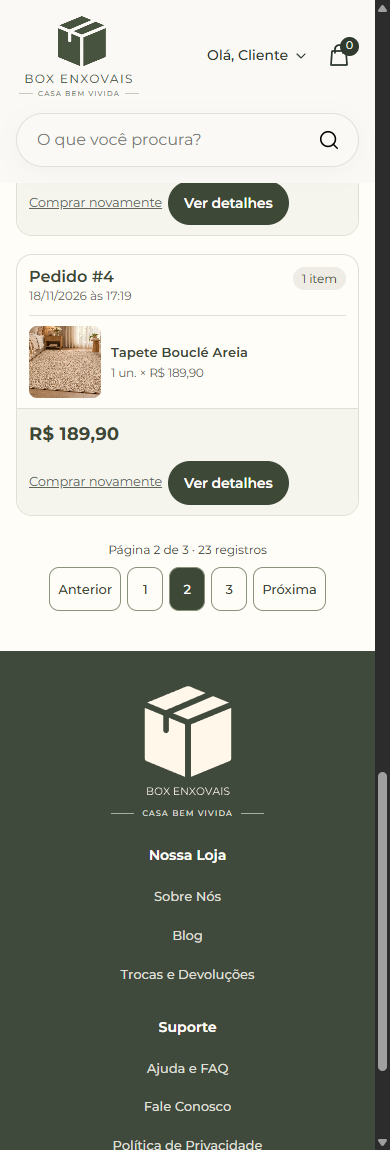 BOX ENXOVAIS
CASA BEM VIVIDA
Olá, Cliente
0
O que você procura?
Comprar novamente
Ver detalhes
Pedido #4
1 item
18/11/2026 às 17:19
Tapete Bouclé Areia
1 un. × R$ 189,90
R$ 189,90
Comprar novamente
Ver detalhes
Página 2 de 3 · 23 registros
Anterior
1
2
3
Próxima
BOX ENXOVAIS
CASA BEM VIVIDA
Nossa Loja
Sobre Nós
Blog
Trocas e Devoluções
Suporte
Ajuda e FAQ
Fale Conosco
Política de Privacidade